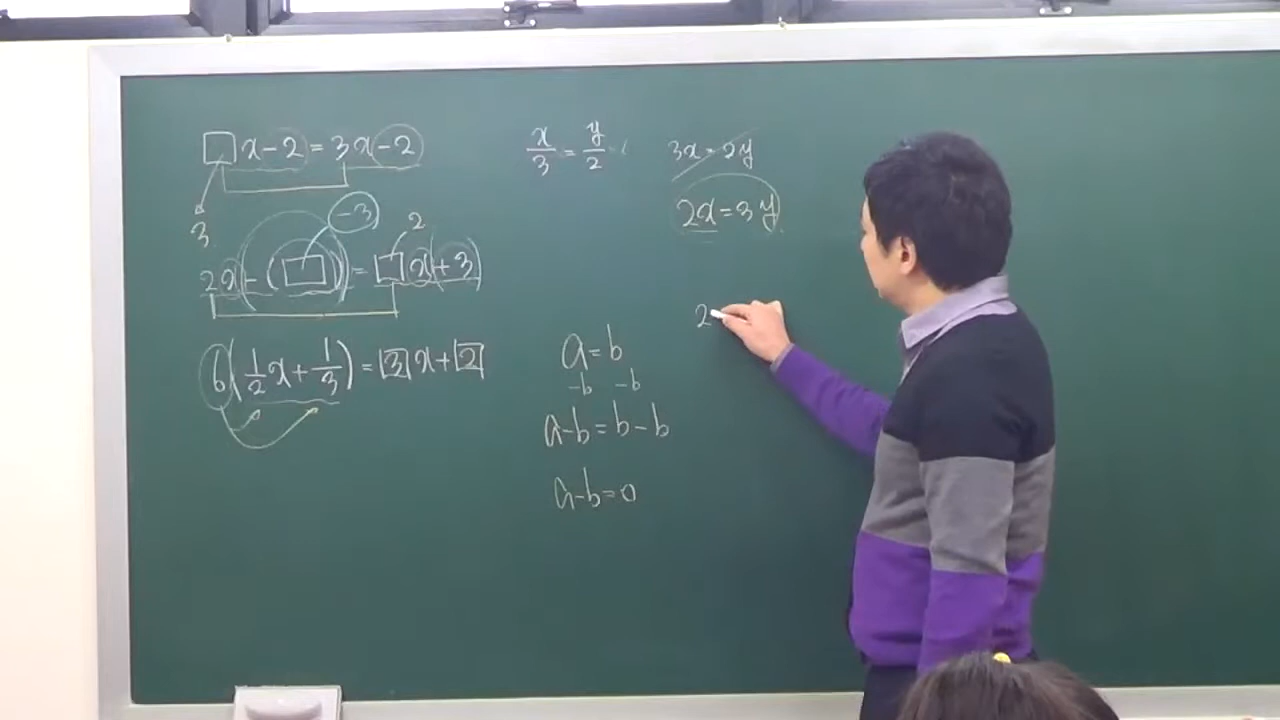 □x-2=3x-2
3
-3
2
2x-(□)=□x(+3)
6(1/2x+1/3)=3x+2
x/3=y/2
3x=2y
2x=3y
2
a=b
-b -b
a-b=b-b
a-b=0